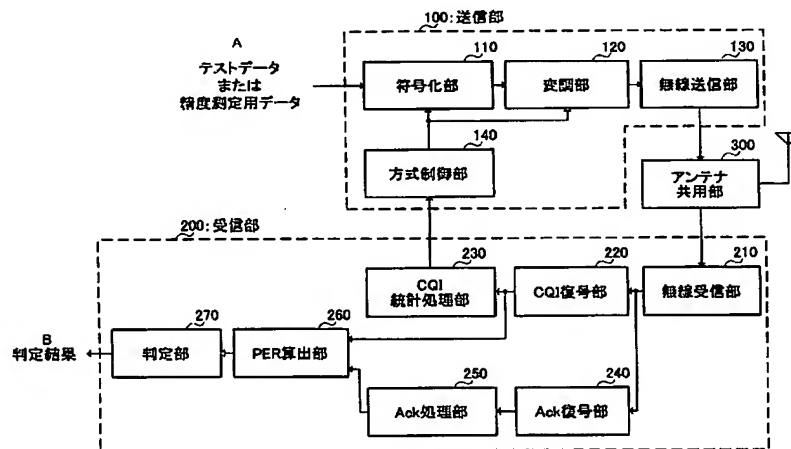 100:送信部
A
テストデータ
または
精度測定用データ
110
符号化部
120
変調部
130
無線送信部
140
方式制御部
300
アンテナ
共用部
200:受信部
230
CQI
統計処理部
220
CQI復号部
210
無線受信部
B
判定結果
270
判定部
260
PER算出部
250
Ack処理部
240
Ack復号部